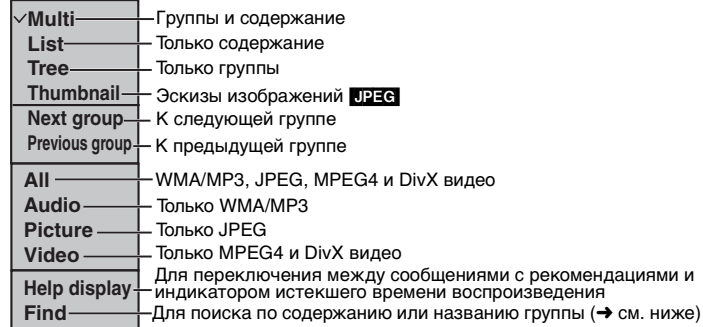 ✓Multi Группы и содержание
List Только содержание
Tree Только группы
Thumbnail Эскизы изображений JPEG
Next group К следующей группе
Previous group К предыдущей группе
All WMA/MP3, JPEG, MPEG4 и DivX видео
Audio Только WMA/MP3
Picture Только JPEG
Video Только MPEG4 и DivX видео
Help display Для переключения между сообщениями с рекомендациями и
индикатором истекшего времени воспроизведения
Find Для поиска по содержанию или названию группы (➜ см. ниже)